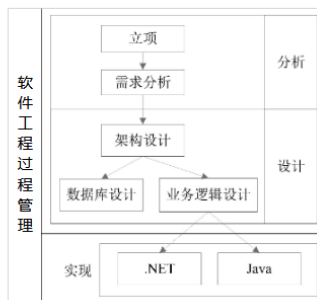 软件工程过程管理
立项
分析
需求分析
架构设计
设计
数据库设计
业务逻辑设计
实现
.NET
Java